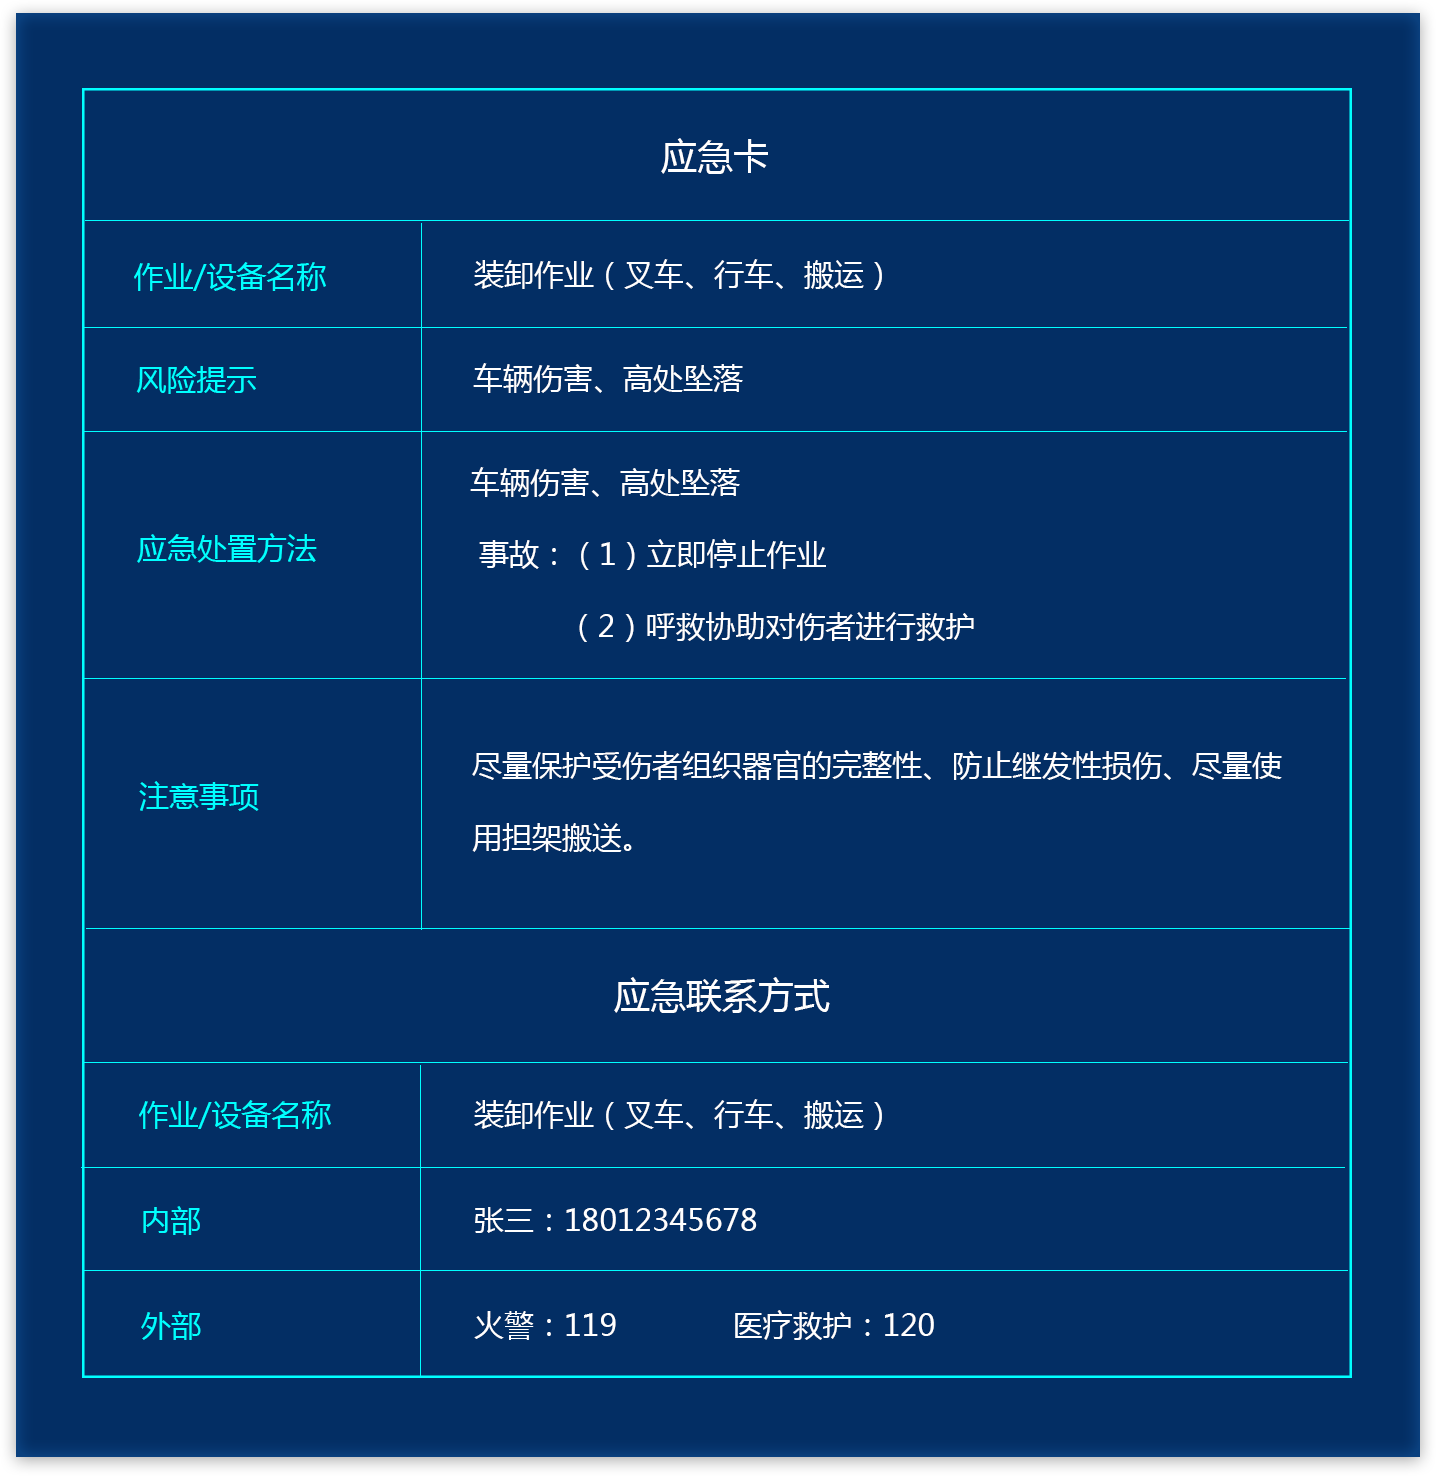 应急卡
作业/设备名称 装卸作业（叉车、行车、搬运）
风险提示 车辆伤害、高处坠落
应急处置方法
车辆伤害、高处坠落
事故：（1）立即停止作业
（2）呼救协助对伤者进行救护
注意事项
尽量保护受伤者组织器官的完整性、防止继发性损伤、尽量使
用担架搬送。
应急联系方式
作业/设备名称 装卸作业（叉车、行车、搬运）
内部 张三：18012345678
外部 火警：119 医疗救护：120